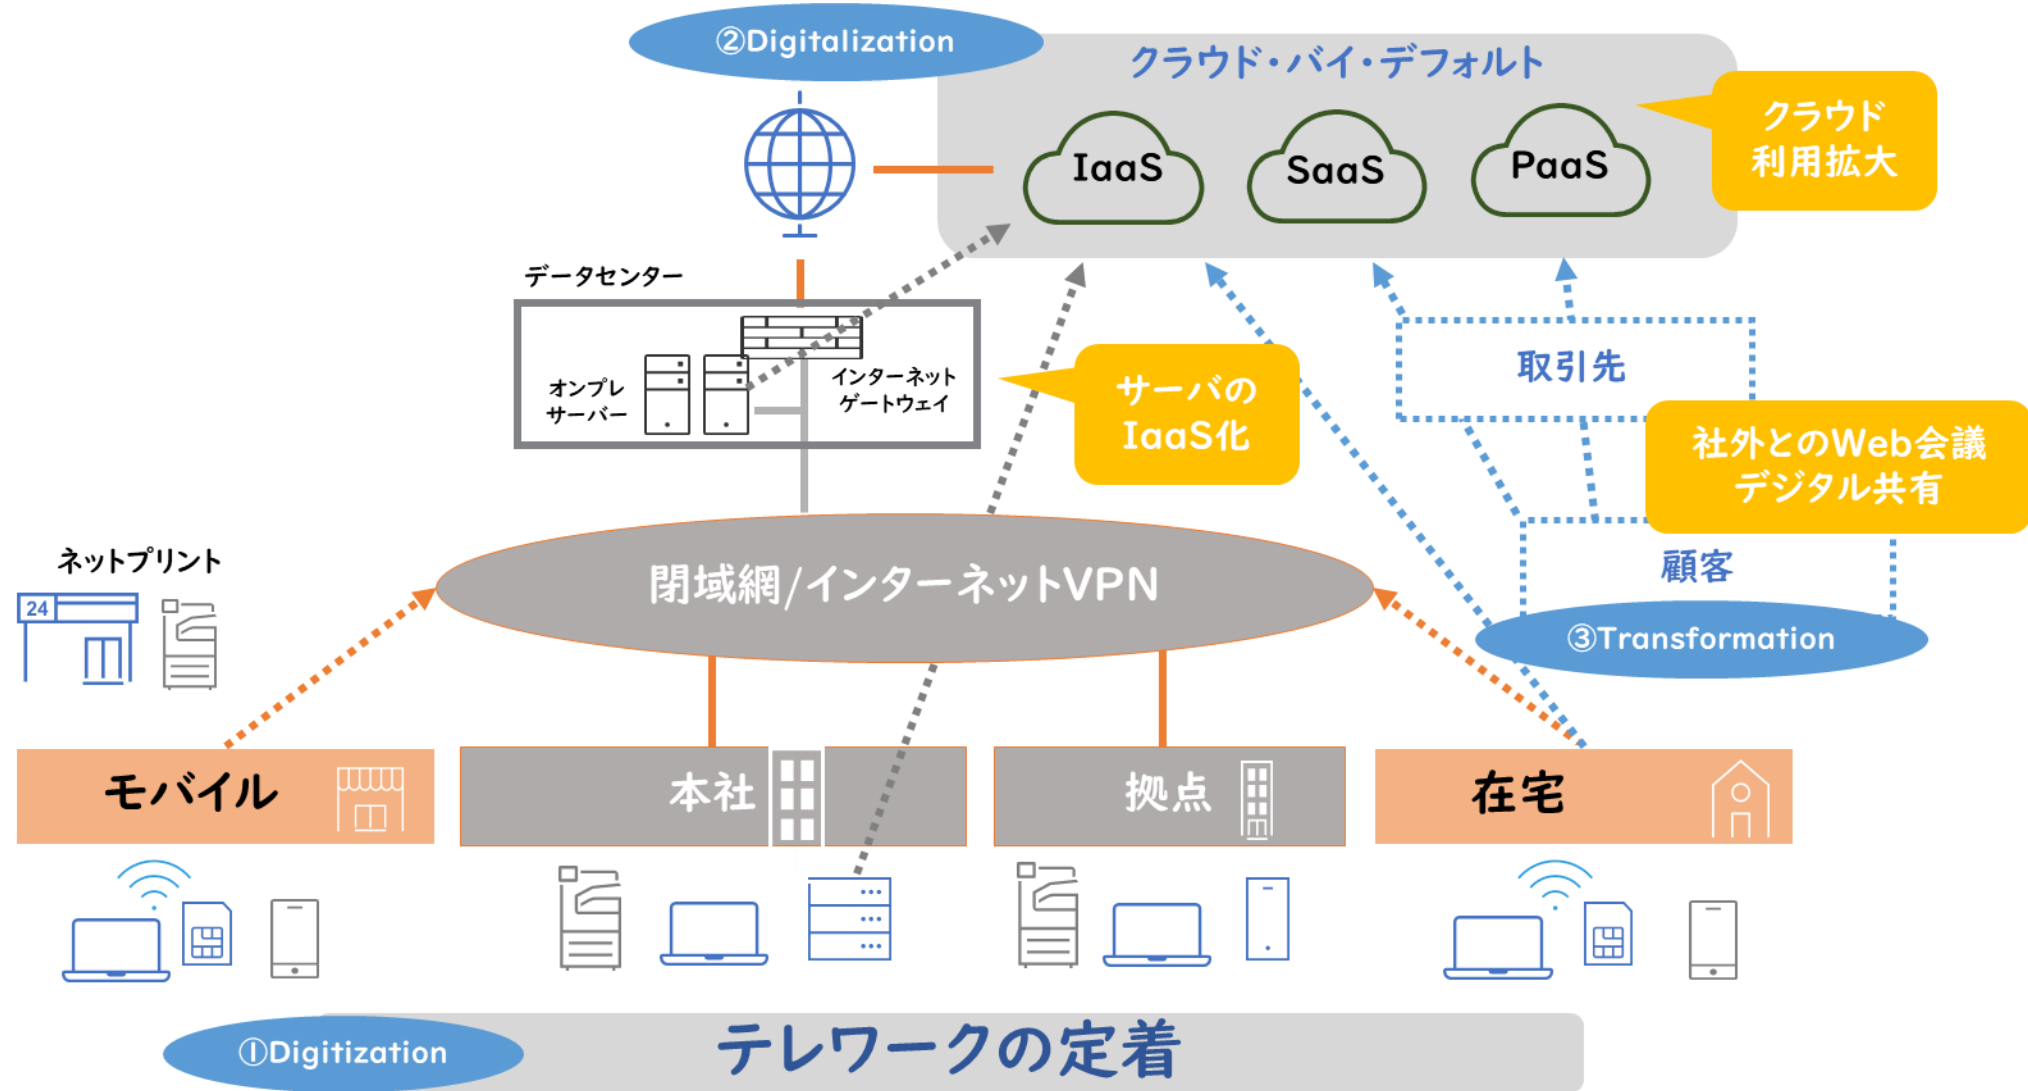 ②Digitalization
クラウド・バイ・デフォルト
クラウド
利用拡大
IaaS
SaaS
PaaS
データセンター
オンプレ
サーバー
インターネット
ゲートウェイ
サーバの
IaaS化
取引先
社外とのWeb会議
デジタル共有
顧客
③Transformation
ネットプリント
24
閉域網/インターネットVPN
モバイル
本社
拠点
在宅
①Digitization
テレワークの定着